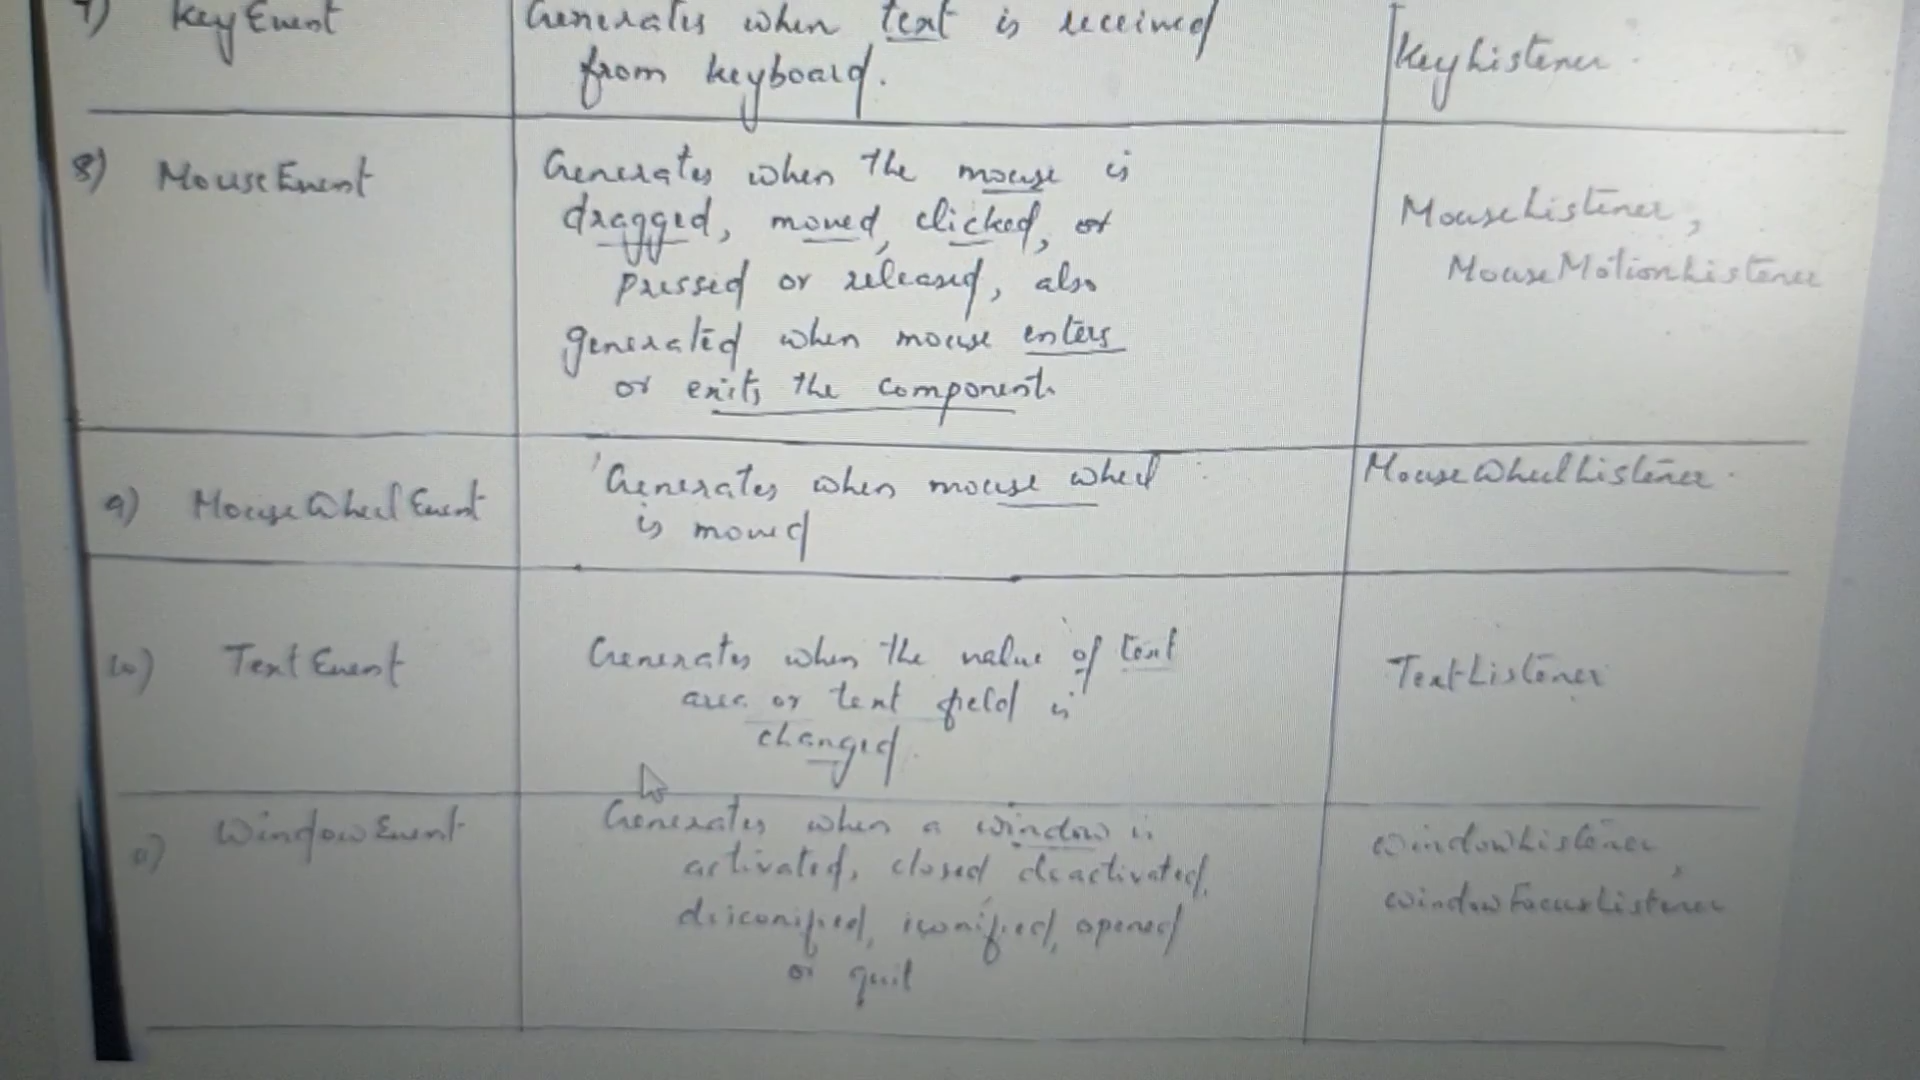 7) KeyEvent
Generates when text is received
from keyboard.
KeyListener
8) MouseEvent
Generates when the mouse is
dragged, moved, clicked, or
pressed or released, also
generated when mouse enters
or exits the component.
MouseListener,
MouseMotionListener
9) MouseWheelEvent
Generates when mouse wheel
is moved
MouseWheelListener.
10) TextEvent
Generates when the value of text
area or text field is
changed.
TextListener
11) WindowEvent
Generates when a window is
activated, closed deactivated,
deiconified, iconified, opened
or quit
WindowListener,
WindowFocusListener